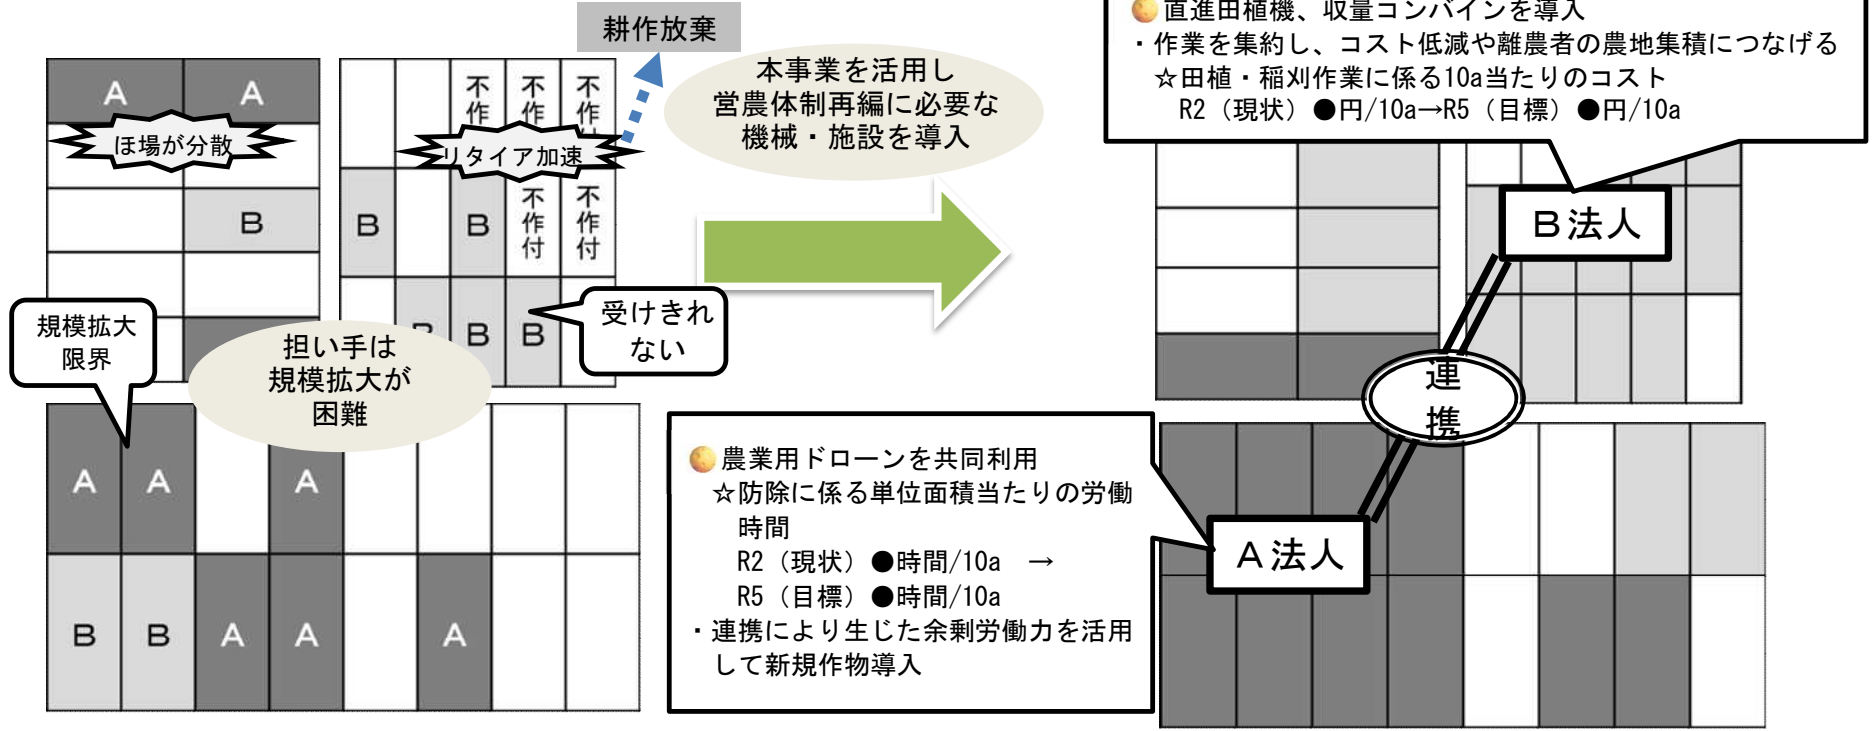 耕作放棄
A A
ほ場が分散
B
不作
不作
不作
リタイア加速
不作付
不作付
B B
B B
受けきれ
ない
規模拡大
限界
担い手は
規模拡大が
困難
A A A
B B A A A
本事業を活用し
営農体制再編に必要な
機械・施設を導入
直進田植機、収量コンバインを導入
・作業を集約し、コスト低減や離農者の農地集積につなげる
☆田植・稲刈作業に係る10a当たりのコスト
R2（現状）●円/10a→R5（目標）●円/10a
B法人
連
携
A法人
農業用ドローンを共同利用
☆防除に係る単位面積当たりの労働
時間
R2（現状）●時間/10a →
R5（目標）●時間/10a
・連携により生じた余剰労働力を活用
して新規作物導入